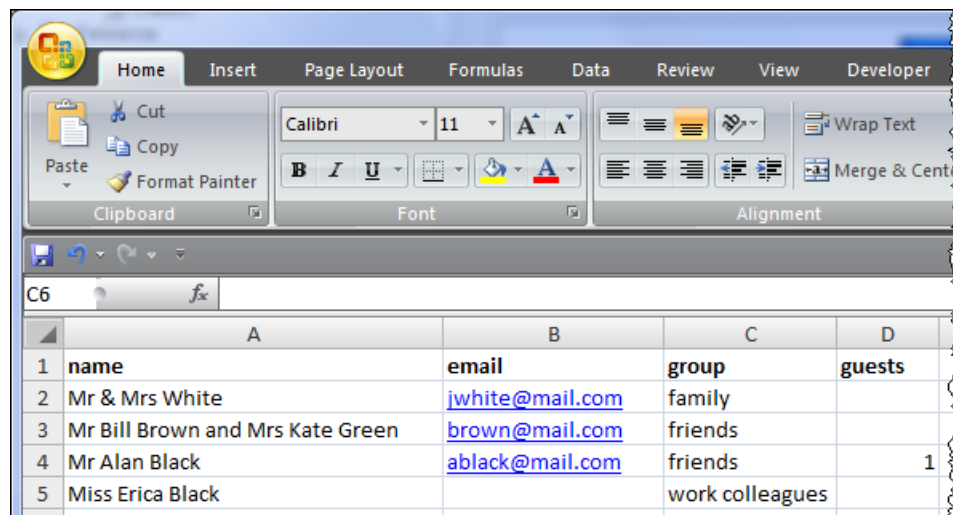 Home Insert Page Layout Formulas Data Review View Developer
Cut
Calibri 11 A A Wrap Text
Copy
Paste
Format Painter B I U A Merge & Cent
Clipboard Font Alignment
C6 fx
A B C D
1 name email group guests
2 Mr & Mrs White jwhite@mail.com family
3 Mr Bill Brown and Mrs Kate Green brown@mail.com friends
4 Mr Alan Black ablack@mail.com friends 1
5 Miss Erica Black work colleagues